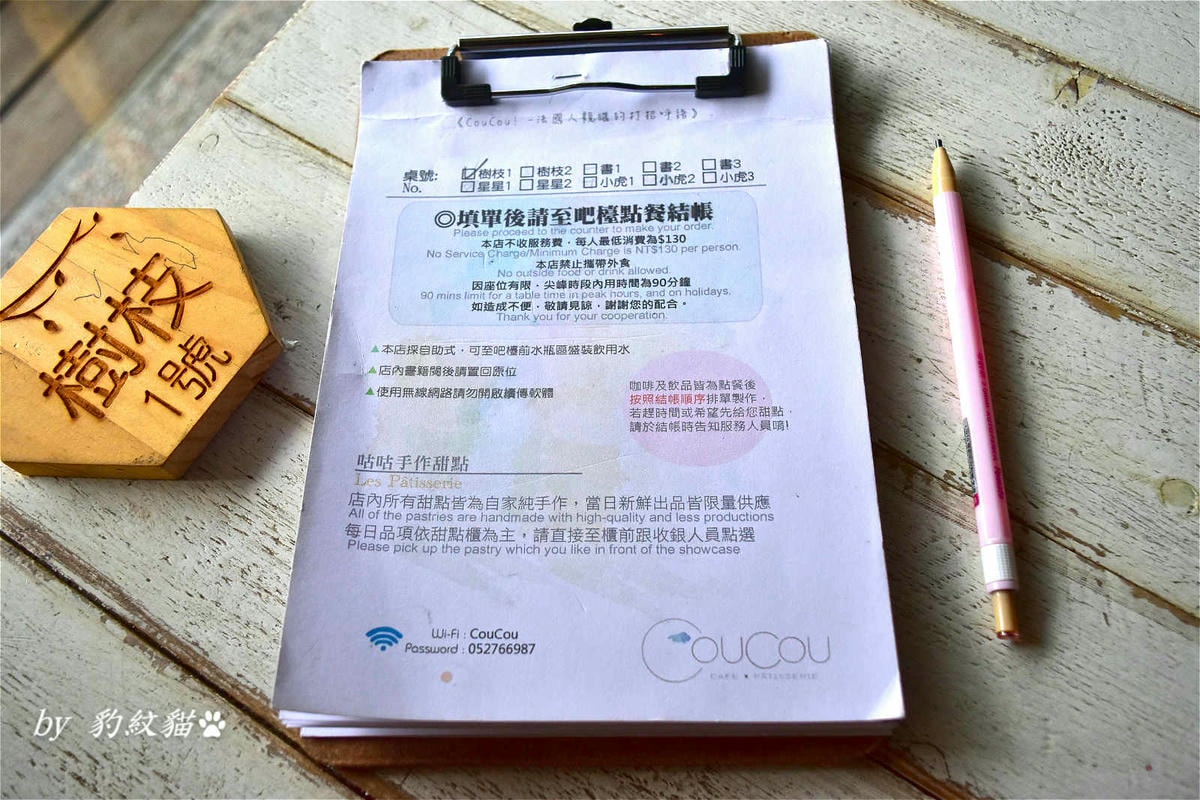 《CouCou! -法國人親暱的打招呼語》
桌號: ☑樹枝1 □樹枝2 □書1 □書2 □書3
No. □星星1 □星星2 □小虎1 □小虎2 □小虎3
◎填單後請至吧檯點餐結帳
Please proceed to the counter to make your order.
本店不收服務費，每人最低消費為$130
No Service Charge/Minimum Charge is NT$130 per person.
本店禁止攜帶外食
No outside food or drink allowed.
因座位有限，尖峰時段內用時間為90分鐘
90 mins limit for a table time in peak hours, and on holidays.
如造成不便，敬請見諒，謝謝您的配合。
Thank you for your cooperation.
▲本店採自助式，可至吧檯前水瓶區盛裝飲用水
▲店內書籍閱後請置回原位
▲使用無線網路請勿開啟續傳軟體
咖啡及飲品皆為點餐後
按照結帳順序排單製作，
若趕時間或希望先給您甜點，
請於結帳時告知服務人員唷!
咕咕手作甜點
Les Pâtisserie
店內所有甜點皆為自家純手作，當日新鮮出品皆限量供應
All of the pastries are handmade with high-quality and less productions
每日品項依甜點櫃為主，請直接至櫃前跟收銀人員點選
Please pick up the pastry which you like in front of the showcase
Wi-Fi : CouCou
Password : 052766987
CouCou
CAFE × PÂTISSERIE
樹枝
1號
by 豹紋貓